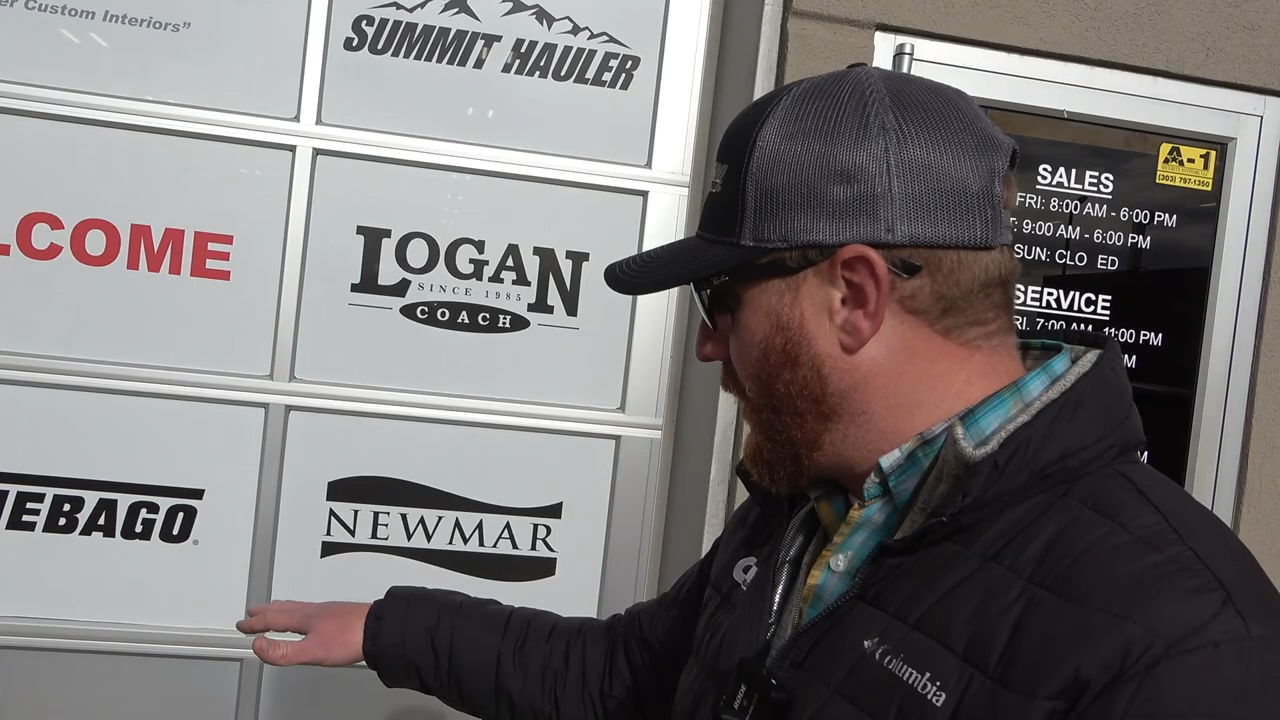 er Custom Interiors”
SUMMIT HAULER
LCOME
LOGAN
SINCE 1985
COACH
NEBAGO
NEWMAR
SALES
FRI: 8:00 AM - 6:00 PM
: 9:00 AM - 6:00 PM
SUN: CLO ED
A-1
(303) 797-1350
SERVICE
RI. 7:00 AM - 11:00 PM
PM
M
Columbia
RODE